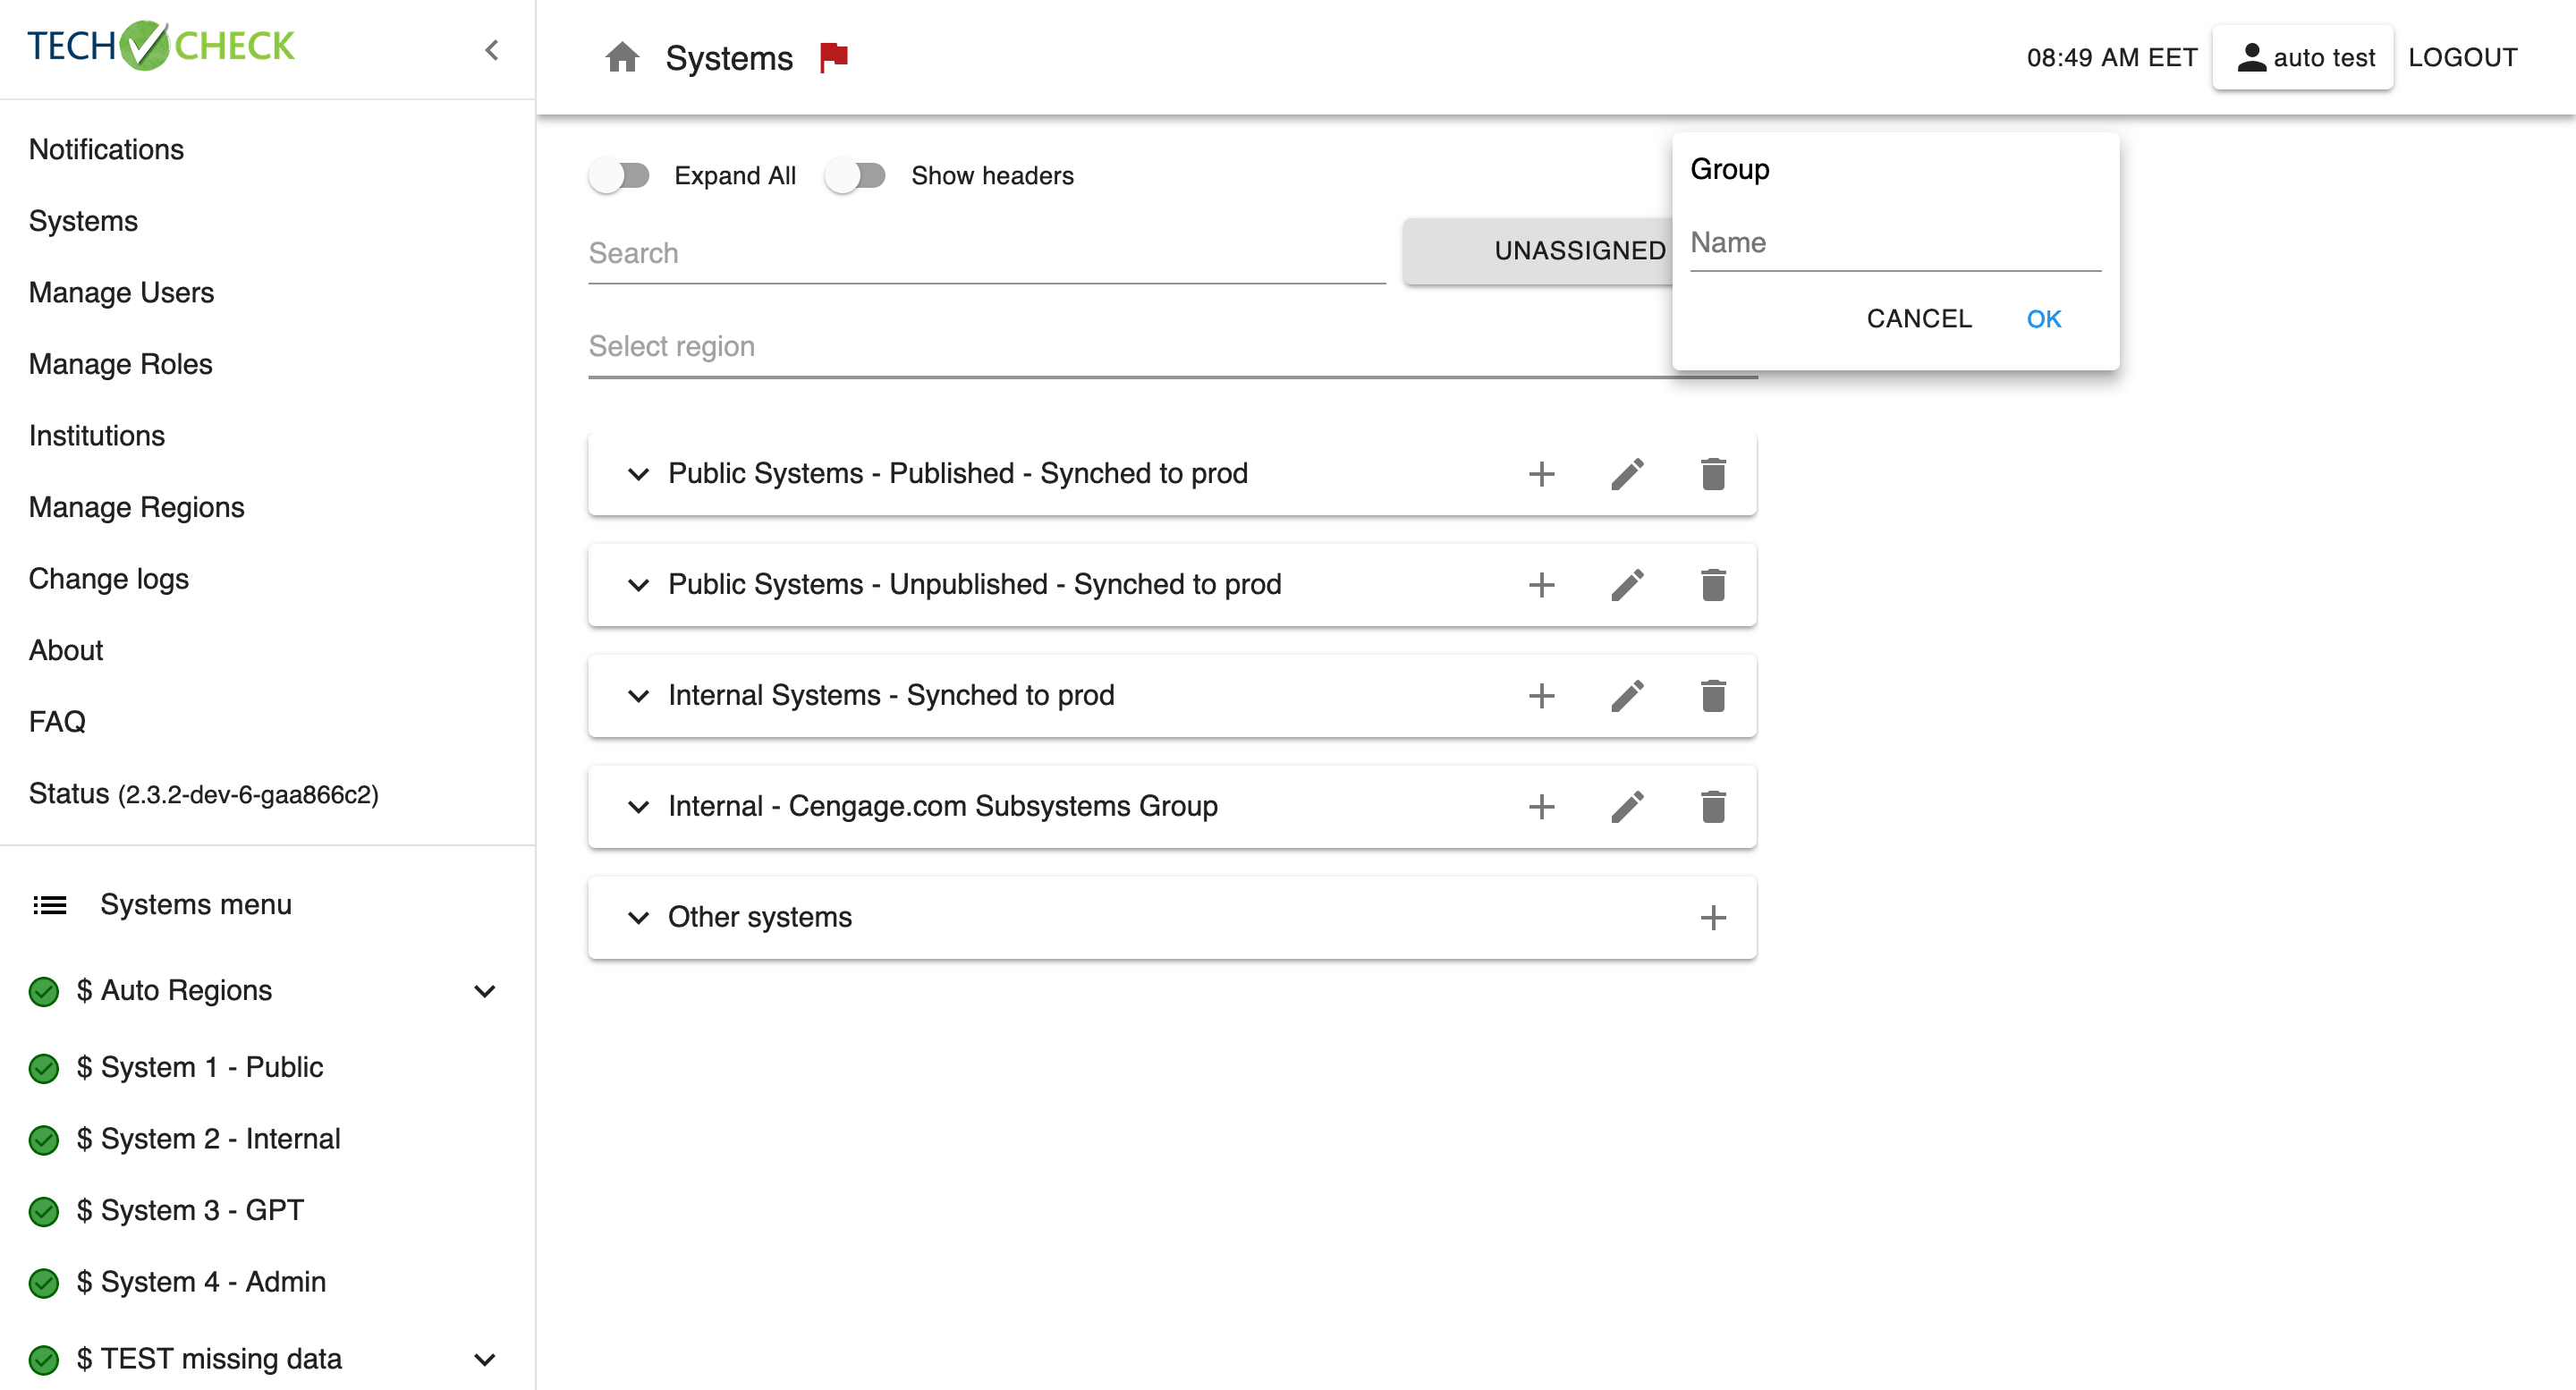 TECH CHECK
Notifications
Systems
Manage Users
Manage Roles
Institutions
Manage Regions
Change logs
About
FAQ
Status (2.3.2-dev-6-gaa866c2)
Systems menu
$ Auto Regions
$ System 1 - Public
$ System 2 - Internal
$ System 3 - GPT
$ System 4 - Admin
$ TEST missing data
Systems
08:49 AM EET
auto test
LOGOUT
Expand All
Show headers
Search
UNASSIGNED
Select region
Group
Name
CANCEL
OK
Public Systems - Published - Synched to prod
Public Systems - Unpublished - Synched to prod
Internal Systems - Synched to prod
Internal - Cengage.com Subsystems Group
Other systems